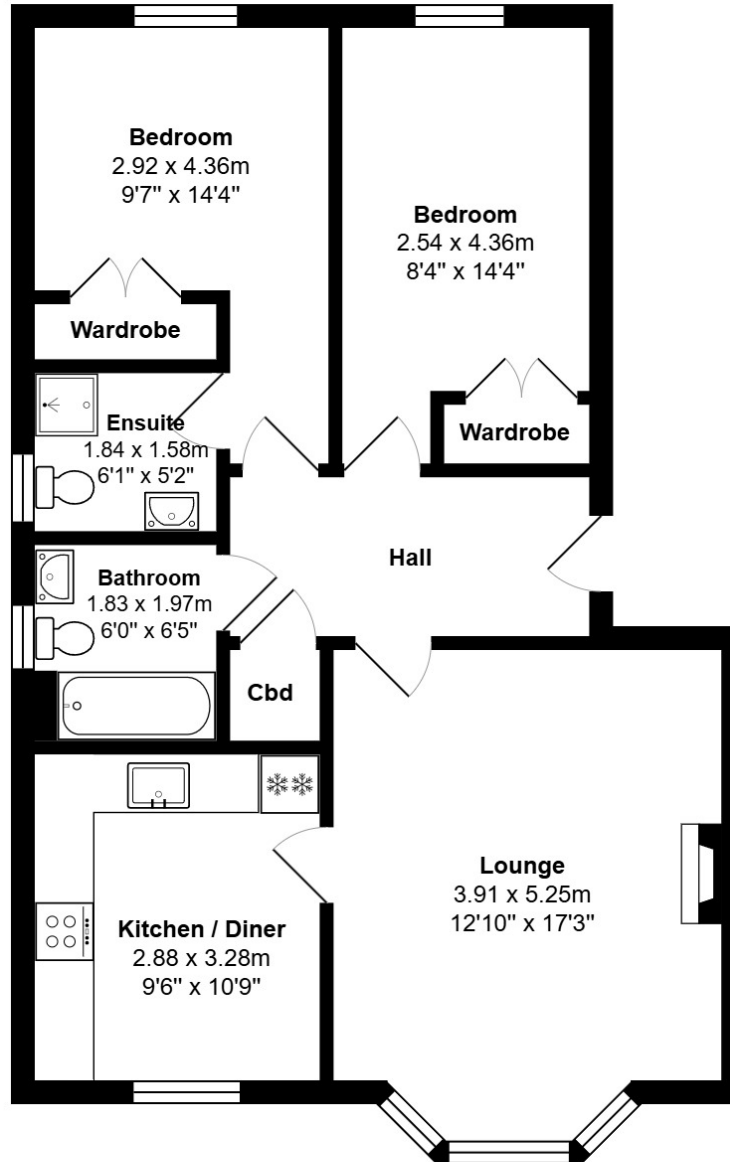 Bedroom
2.92 x 4.36m
9'7" x 14'4"
Bedroom
2.54 x 4.36m
8'4" x 14'4"
Wardrobe
Ensuite
1.84 x 1.58m
6'1" x 5'2"
Wardrobe
Hall
Bathroom
1.83 x 1.97m
6'0" x 6'5"
Cbd
Lounge
3.91 x 5.25m
12'10" x 17'3"
Kitchen / Diner
2.88 x 3.28m
9'6" x 10'9"